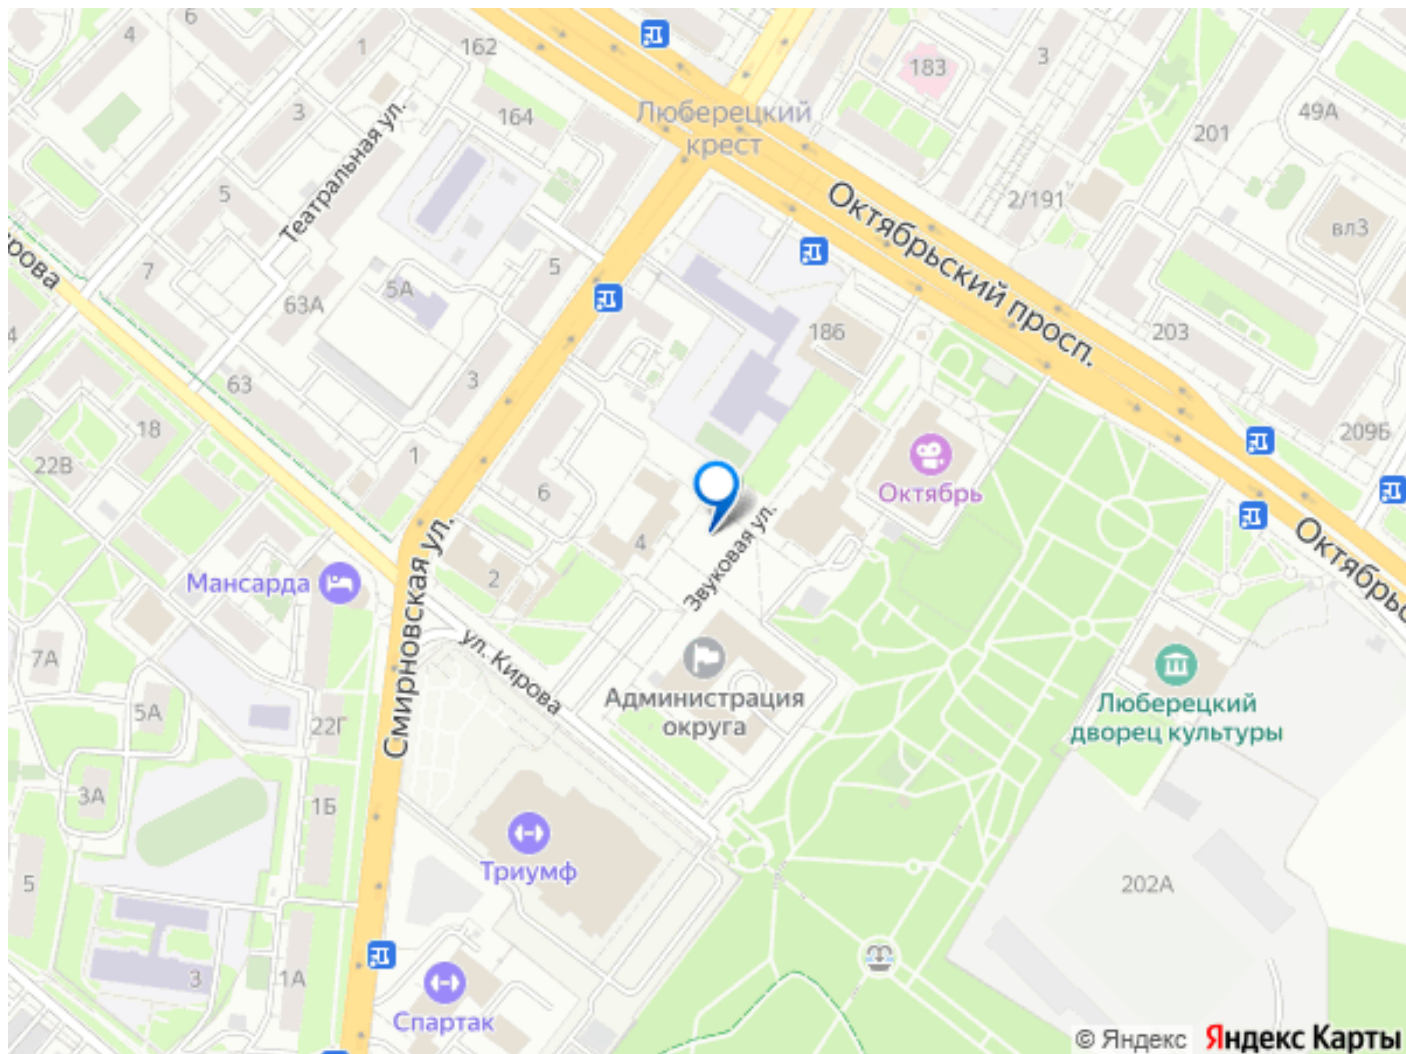 6
4
1
162
183
3
Люберецкий
крест
3
164
49А
201
Театральная ул.
5
2/191
Октябрьский просп.
вл3
рова
7
5А
5
63А
186
203
4
63
3
18
209Б
22В
1
Октябрь
6
4
Звуковая ул.
2
Мансарда
Смирновская ул.
Октябрьс
ул. Кирова
7А
5А
22Г
Администрация
округа
Люберецкий
дворец культуры
3А
1Б
Триумф
5
202А
3
1А
Спартак
© Яндекс Яндекс Карты